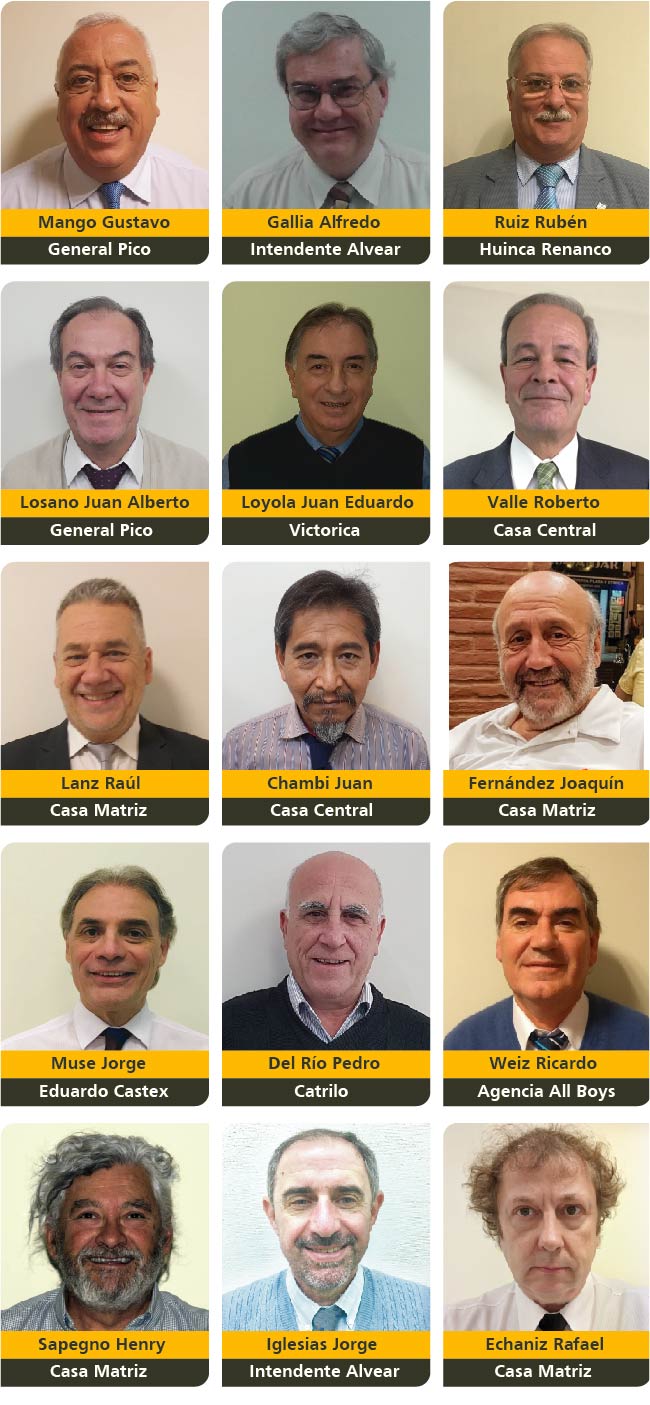 Mango Gustavo
General Pico
Gallia Alfredo
Intendente Alvear
Ruiz Rubén
Huinca Renanco
Losano Juan Alberto
General Pico
Loyola Juan Eduardo
Victorica
Valle Roberto
Casa Central
Lanz Raúl
Casa Matriz
Chambi Juan
Casa Central
Fernández Joaquín
Casa Matriz
Muse Jorge
Eduardo Castex
Del Río Pedro
Catrilo
Weiz Ricardo
Agencia All Boys
Sapegno Henry
Casa Matriz
Iglesias Jorge
Intendente Alvear
Echaniz Rafael
Casa Matriz